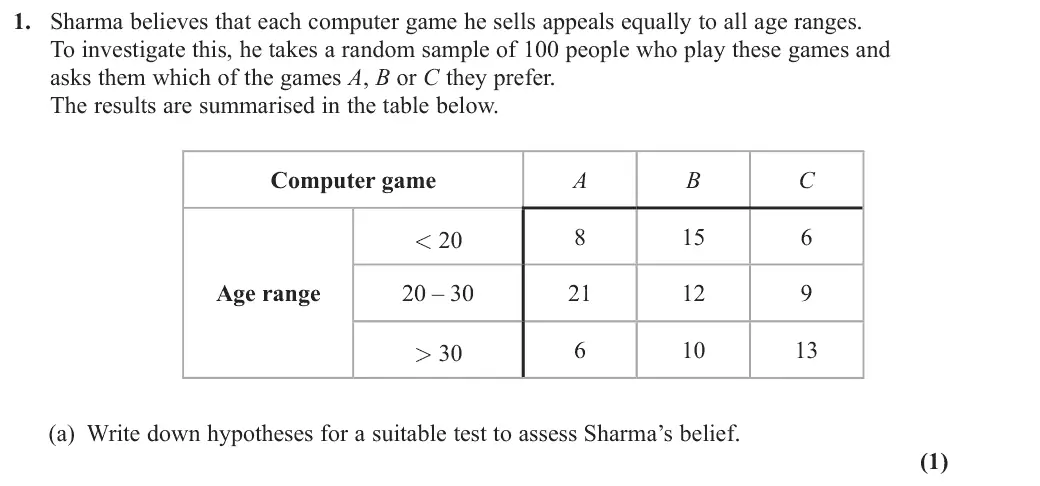 1. Sharma believes that each computer game he sells appeals equally to all age ranges.
To investigate this, he takes a random sample of 100 people who play these games and
asks them which of the games A, B or C they prefer.
The results are summarised in the table below.
Computer game A B C
< 20 8 15 6
Age range 20 – 30 21 12 9
> 30 6 10 13
(a) Write down hypotheses for a suitable test to assess Sharma's belief.
(1)